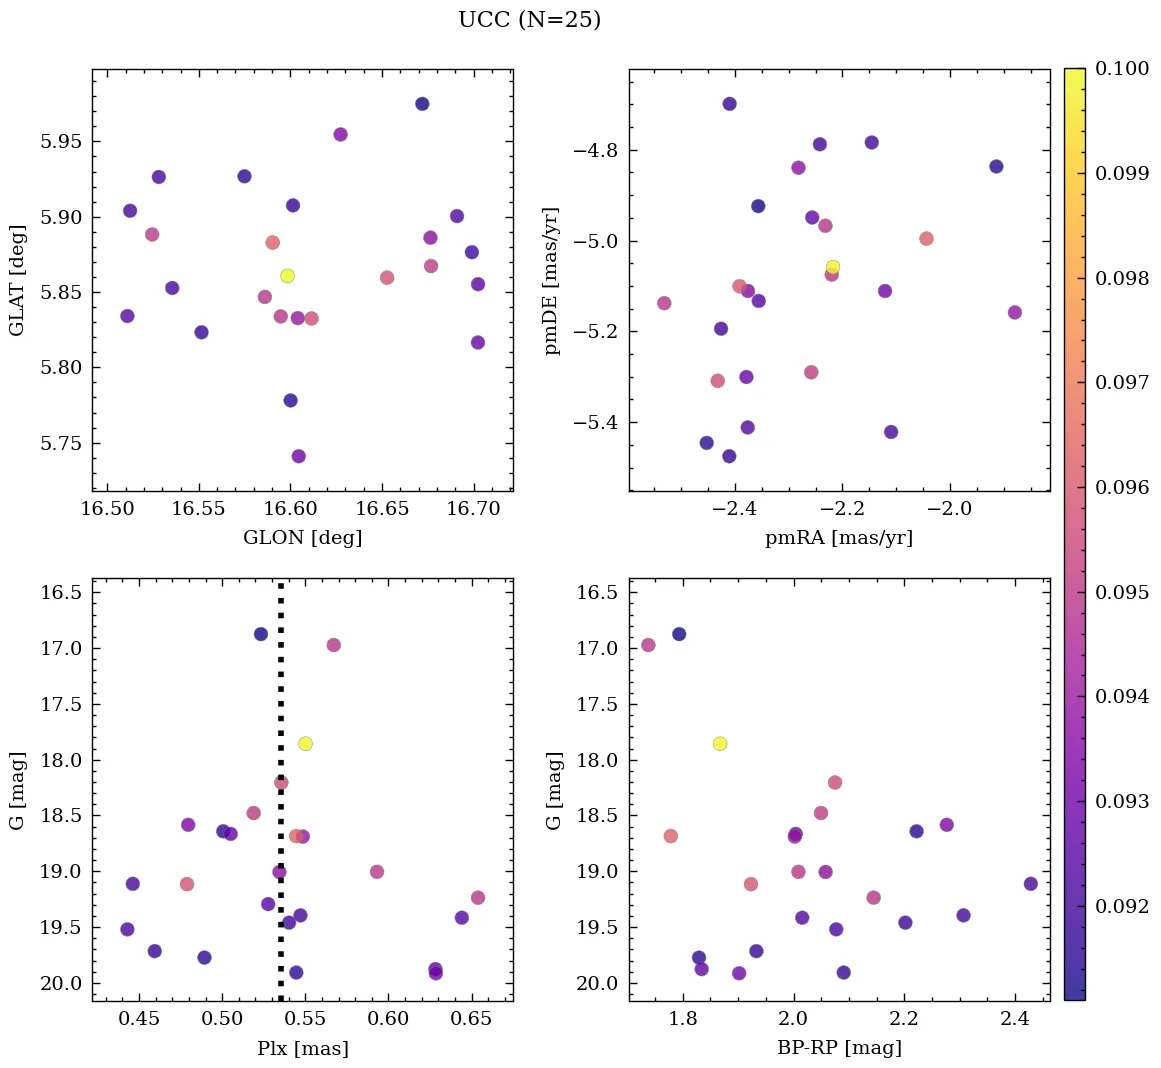 UCC (N=25)
5.95
5.90
5.85
5.80
5.75
GLAT [deg]
16.50 16.55 16.60 16.65 16.70
GLON [deg]
−4.8
−5.0
−5.2
−5.4
pmDE [mas/yr]
−2.4 −2.2 −2.0
pmRA [mas/yr]
16.5
17.0
17.5
18.0
18.5
19.0
19.5
20.0
G [mag]
0.45 0.50 0.55 0.60 0.65
Plx [mas]
16.5
17.0
17.5
18.0
18.5
19.0
19.5
20.0
G [mag]
1.8 2.0 2.2 2.4
BP-RP [mag]
0.100
0.099
0.098
0.097
0.096
0.095
0.094
0.093
0.092